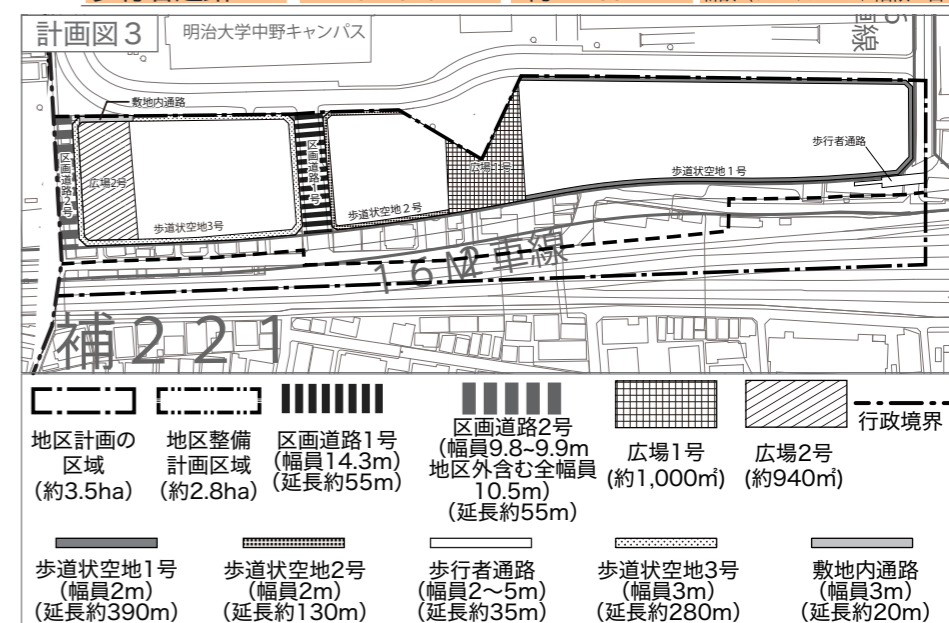 計画図3
明治大学中野キャンパス
敷地内通路
区画道路2号
広場2号
歩道状空地3号
区画道路1号
歩道状空地2号
広場1号
歩道状空地1号
歩行者通路
補221
地区計画の
区域
(約3.5ha)
地区整備
計画区域
(約2.8ha)
区画道路1号
(幅員14.3m)
(延長約55m)
区画道路2号
(幅員9.8~9.9m
地区外含む全幅員
10.5m)
(延長約55m)
広場1号
(約1,000㎡)
広場2号
(約940㎡)
行政境界
歩道状空地1号
(幅員2m)
(延長約390m)
歩道状空地2号
(幅員2m)
(延長約130m)
歩行者通路
(幅員2〜5m)
(延長約35m)
歩道状空地3号
(幅員3m)
(延長約280m)
敷地内通路
(幅員3m)
(延長約20m)